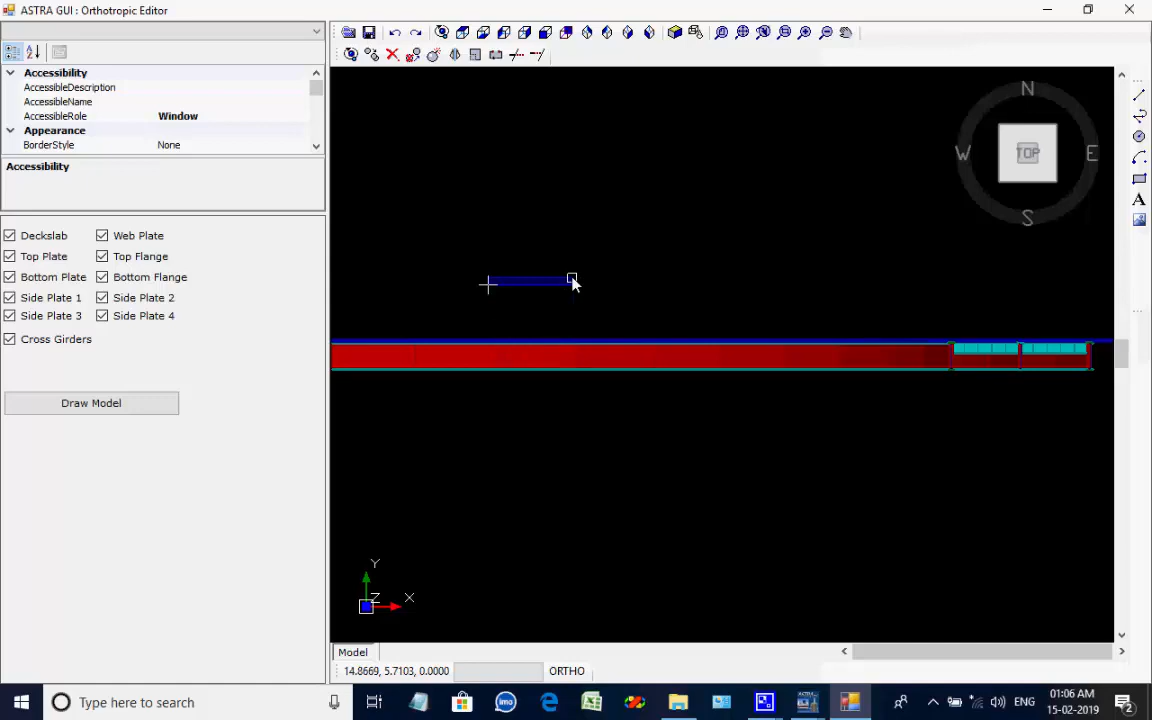 ASTRA GUI : Orthotropic Editor
Accessibility
AccessibleDescription
AccessibleName
AccessibleRole Window
Appearance
BorderStyle None
Accessibility
Deckslab Web Plate
Top Plate Top Flange
Bottom Plate Bottom Flange
Side Plate 1 Side Plate 2
Side Plate 3 Side Plate 4
Cross Girders
Draw Model
N
W TOP E
S
A
Y
Z X
Model
14.8669, 5.7103, 0.0000 ORTHO
Type here to search
imo
ASTRA
ENG
01:06 AM
15-02-2019
2